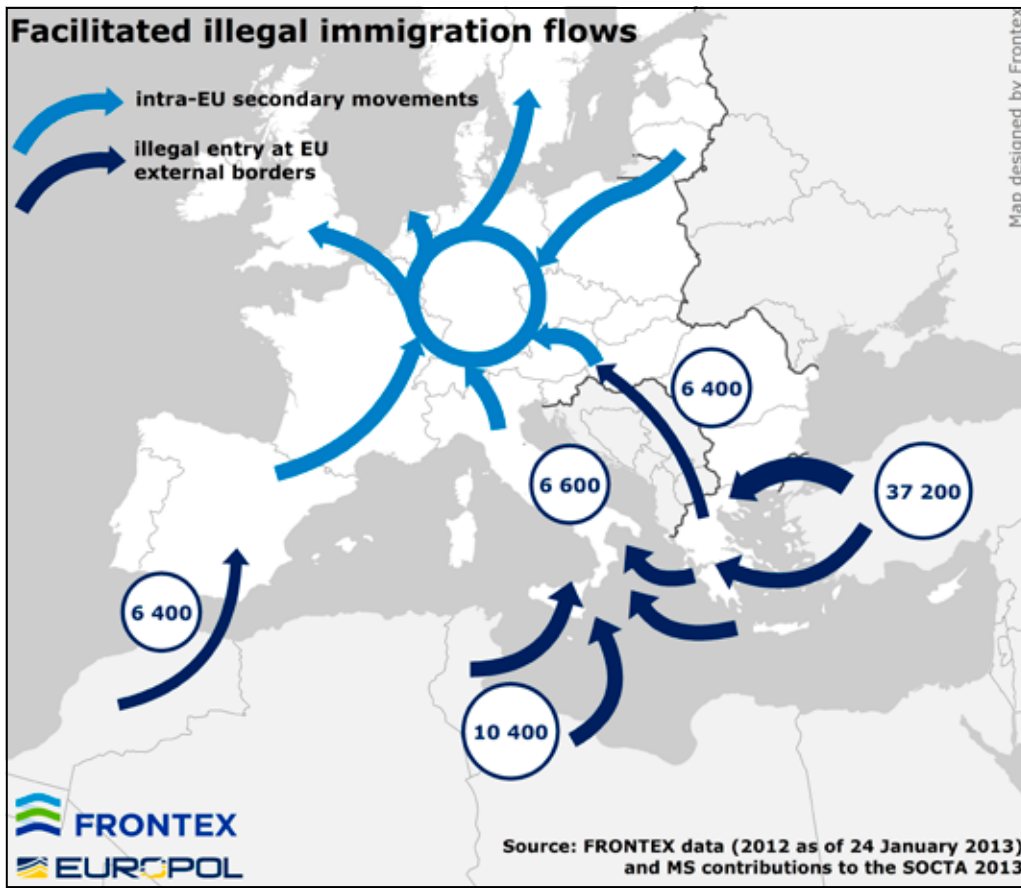 Facilitated illegal immigration flows
intra-EU secondary movements
illegal entry at EU
external borders
Map designed by Frontex
6 400
6 600
37 200
6 400
10 400
FRONTEX
EUROPOL
Source: FRONTEX data (2012 as of 24 January 2013)
and MS contributions to the SOCTA 2013